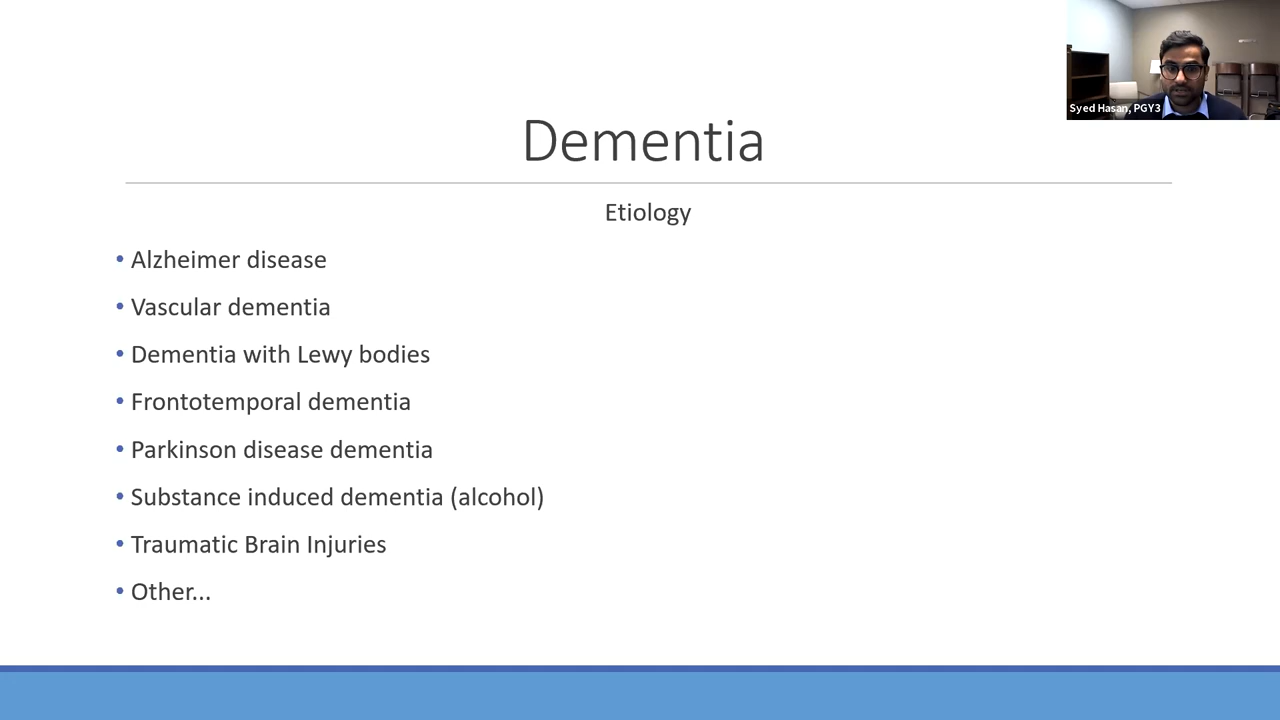 Syed Hasan, PGY3
Dementia
Etiology
• Alzheimer disease
• Vascular dementia
• Dementia with Lewy bodies
• Frontotemporal dementia
• Parkinson disease dementia
• Substance induced dementia (alcohol)
• Traumatic Brain Injuries
• Other...